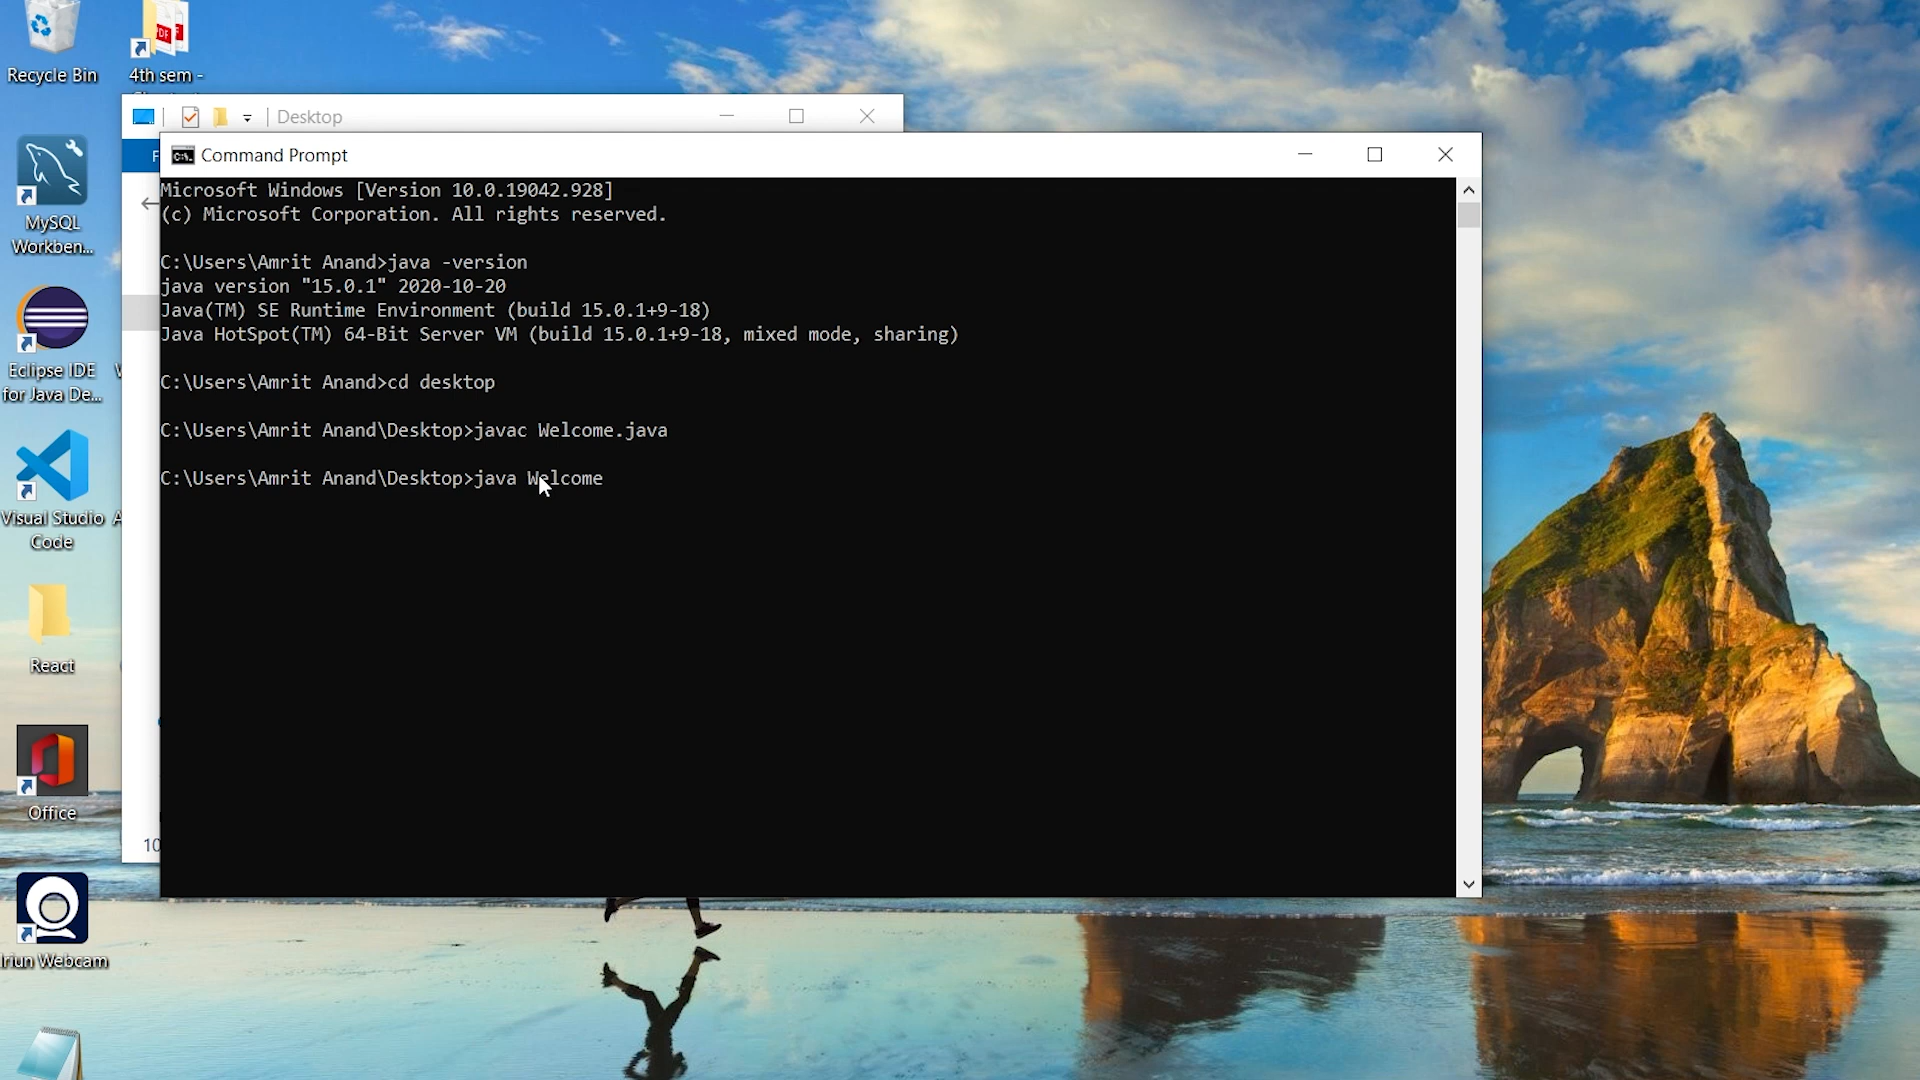 Recycle Bin
4th sem -
Desktop
Command Prompt
Microsoft Windows [Version 10.0.19042.928]
(c) Microsoft Corporation. All rights reserved.
C:\Users\Amrit Anand>java -version
java version "15.0.1" 2020-10-20
Java(TM) SE Runtime Environment (build 15.0.1+9-18)
Java HotSpot(TM) 64-Bit Server VM (build 15.0.1+9-18, mixed mode, sharing)
C:\Users\Amrit Anand>cd desktop
C:\Users\Amrit Anand\Desktop>javac Welcome.java
C:\Users\Amrit Anand\Desktop>java Welcome
MySQL
Workben...
Eclipse IDE
for Java De...
Visual Studio
Code
React
Office
Iriun Webcam
10
F
C:\.
PDF